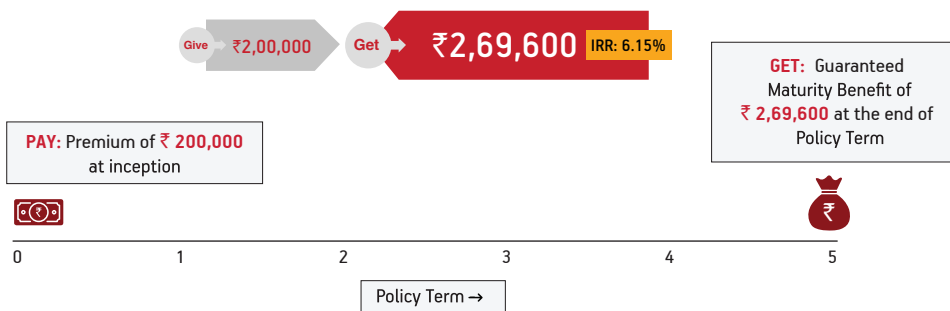 Give
₹2,00,000
Get
₹2,69,600
IRR: 6.15%
GET: Guaranteed
Maturity Benefit of
₹ 2,69,600 at the end of
Policy Term
PAY: Premium of ₹ 200,000
at inception
₹
₹
0 1 2 3 4 5
Policy Term →